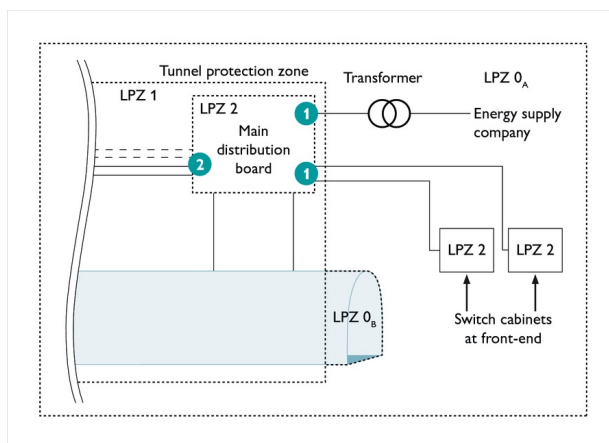 Tunnel protection zone
Transformer
LPZ 0A
LPZ 1
LPZ 2
1
Energy supply
company
Main
distribution
board
2
1
LPZ 2
LPZ 2
LPZ 0B
Switch cabinets
at front-end